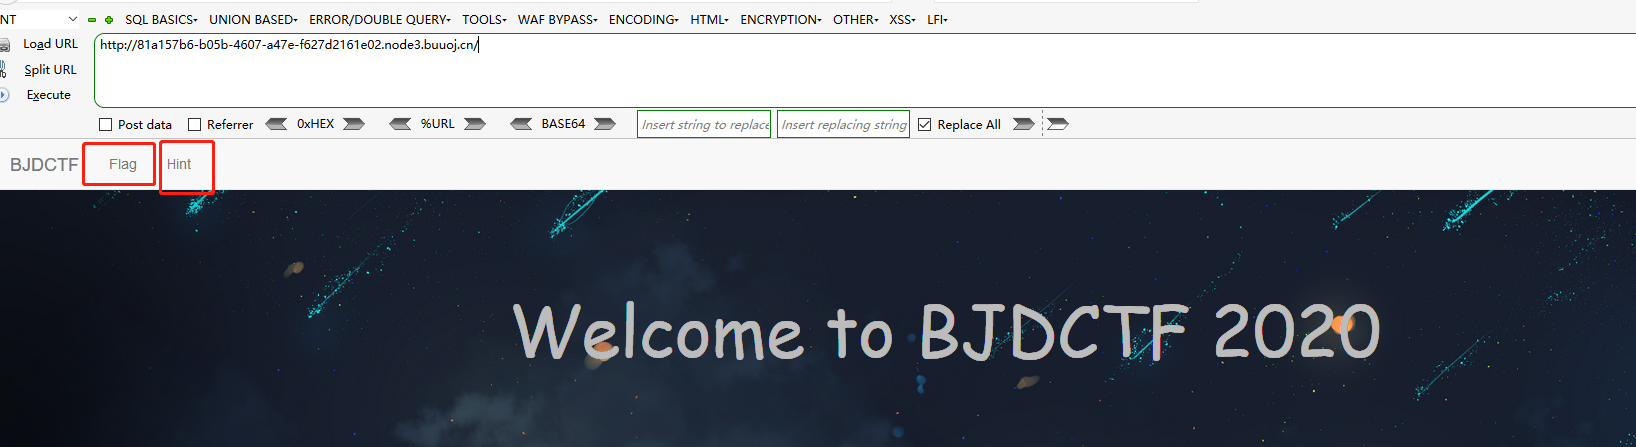 NT SQL BASICS UNION BASED ERROR/DOUBLE QUERY TOOLS WAF BYPASS ENCODING HTML ENCRYPTION OTHER XSS LFI
Load URL http://81a157b6-b05b-4607-a47e-f627d2161e02.node3.buuoj.cn/
Split URL
Execute
Post data Referrer 0xHEX %URL BASE64 Insert string to replace Insert replacing string Replace All
BJDCTF Flag Hint
Welcome to BJDCTF 2020